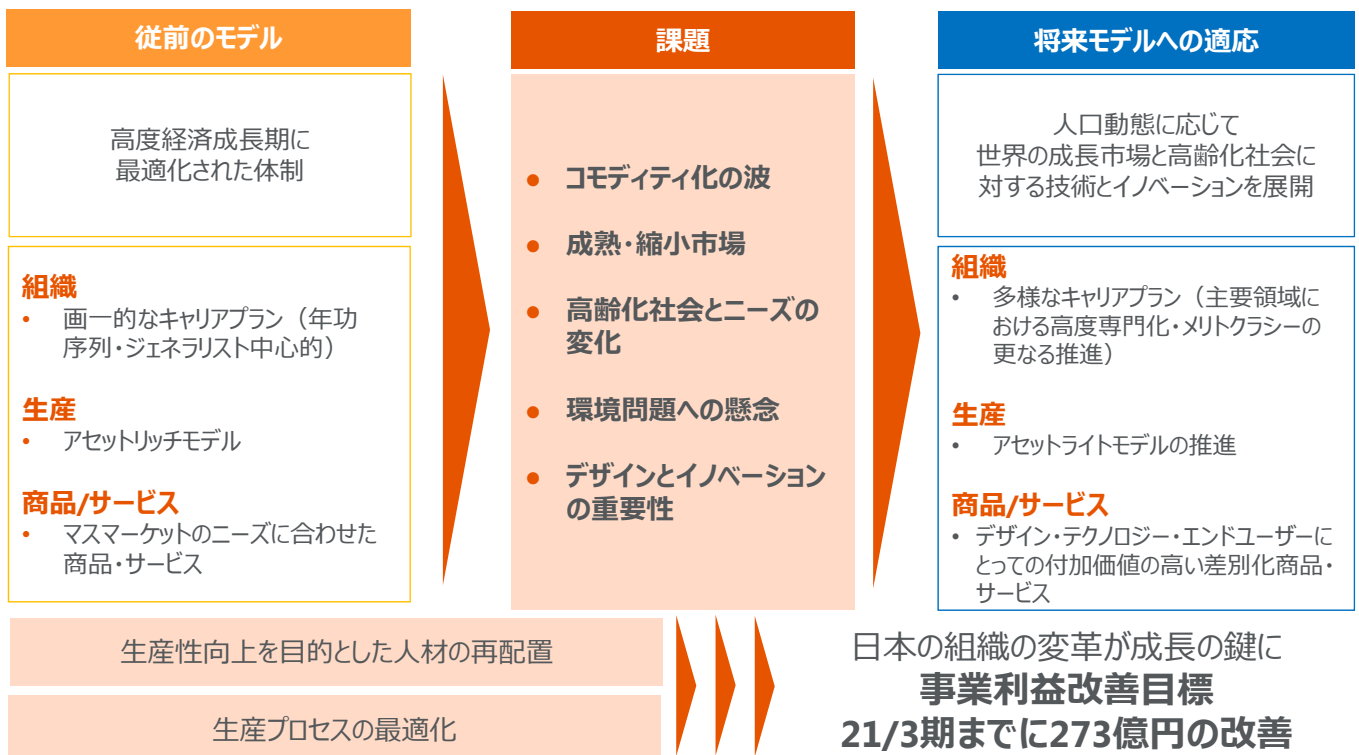 従前のモデル
高度経済成長期に
最適化された体制
組織
• 画一的なキャリアプラン（年功
序列・ジェネラリスト中心的）
生産
• アセットリッチモデル
商品/サービス
• マスマーケットのニーズに合わせた
商品・サービス
課題
● コモディティ化の波
● 成熟・縮小市場
● 高齢化社会とニーズの
変化
● 環境問題への懸念
● デザインとイノベーション
の重要性
将来モデルへの適応
人口動態に応じて
世界の成長市場と高齢化社会に
対する技術とイノベーションを展開
組織
• 多様なキャリアプラン（主要領域に
おける高度専門化・メリトクラシーの
更なる推進）
生産
• アセットライトモデルの推進
商品/サービス
• デザイン・テクノロジー・エンドユーザーに
とっての付加価値の高い差別化商品・
サービス
生産性向上を目的とした人材の再配置
生産プロセスの最適化
日本の組織の変革が成長の鍵に
事業利益改善目標
21/3期までに273億円の改善